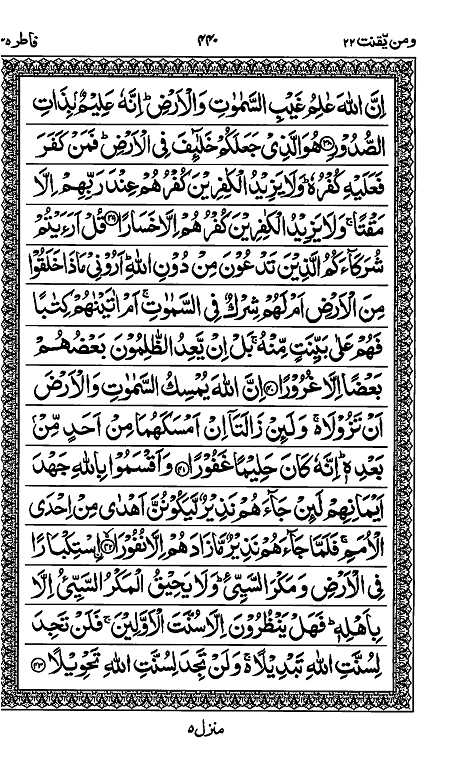 ومن يقنت ٢٢ ٤٤٠ فاطر ٣٥
اِنَّ اللّٰهَ عٰلِمُ غَيْبِ السَّمٰوٰتِ وَالْاَرْضِ ؕ اِنَّهٗ عَلِيْمٌۢ بِذَاتِ
الصُّدُوْرِ ﴿۳۸﴾ هُوَ الَّذِيْ جَعَلَكُمْ خَلٰٓئِفَ فِي الْاَرْضِ ؕ فَمَنْ كَفَرَ
فَعَلَيْهِ كُفْرُهٗ ؕ وَلَا يَزِيْدُ الْكٰفِرِيْنَ كُفْرُهُمْ عِنْدَ رَبِّهِمْ اِلَّا
مَقْتًا ۚ وَلَا يَزِيْدُ الْكٰفِرِيْنَ كُفْرُهُمْ اِلَّا خَسَارًا ﴿۳۹﴾ قُلْ اَرَءَيْتُمْ
شُرَكَآءَكُمُ الَّذِيْنَ تَدْعُوْنَ مِنْ دُوْنِ اللّٰهِ ؕ اَرُوْنِيْ مَاذَا خَلَقُوْا
مِنَ الْاَرْضِ اَمْ لَهُمْ شِرْكٌ فِي السَّمٰوٰتِ ۚ اَمْ اٰتَيْنٰهُمْ كِتٰبًا
فَهُمْ عَلٰى بَيِّنَتٍ مِّنْهُ ۚ بَلْ اِنْ يَّعِدُ الظّٰلِمُوْنَ بَعْضُهُمْ
بَعْضًا اِلَّا غُرُوْرًا ﴿۴۰﴾ اِنَّ اللّٰهَ يُمْسِكُ السَّمٰوٰتِ وَالْاَرْضَ
اَنْ تَزُوْلَا ۚ وَلَئِنْ زَالَتَاۤ اِنْ اَمْسَكَهُمَا مِنْ اَحَدٍ مِّنْۢ
بَعْدِهٖ ؕ اِنَّهٗ كَانَ حَلِيْمًا غَفُوْرًا ﴿۴۱﴾ وَاَقْسَمُوْا بِاللّٰهِ جَهْدَ
اَيْمَانِهِمْ لَئِنْ جَآءَهُمْ نَذِيْرٌ لَّيَكُوْنُنَّ اَهْدٰى مِنْ اِحْدَى
الْاُمَمِ ۚ فَلَمَّا جَآءَهُمْ نَذِيْرٌ مَّا زَادَهُمْ اِلَّا نُفُوْرًا ﴿۴۲﴾ اِسْتِكْبَارًا
فِي الْاَرْضِ وَمَكْرَ السَّيِّئِ ؕ وَلَا يَحِيْقُ الْمَكْرُ السَّيِّئُ اِلَّا
بِاَهْلِهٖ ؕ فَهَلْ يَنْظُرُوْنَ اِلَّا سُنَّتَ الْاَوَّلِيْنَ ۚ فَلَنْ تَجِدَ
لِسُنَّتِ اللّٰهِ تَبْدِيْلًا ۚ وَلَنْ تَجِدَ لِسُنَّتِ اللّٰهِ تَحْوِيْلًا ﴿۴۳﴾
منزل ٥